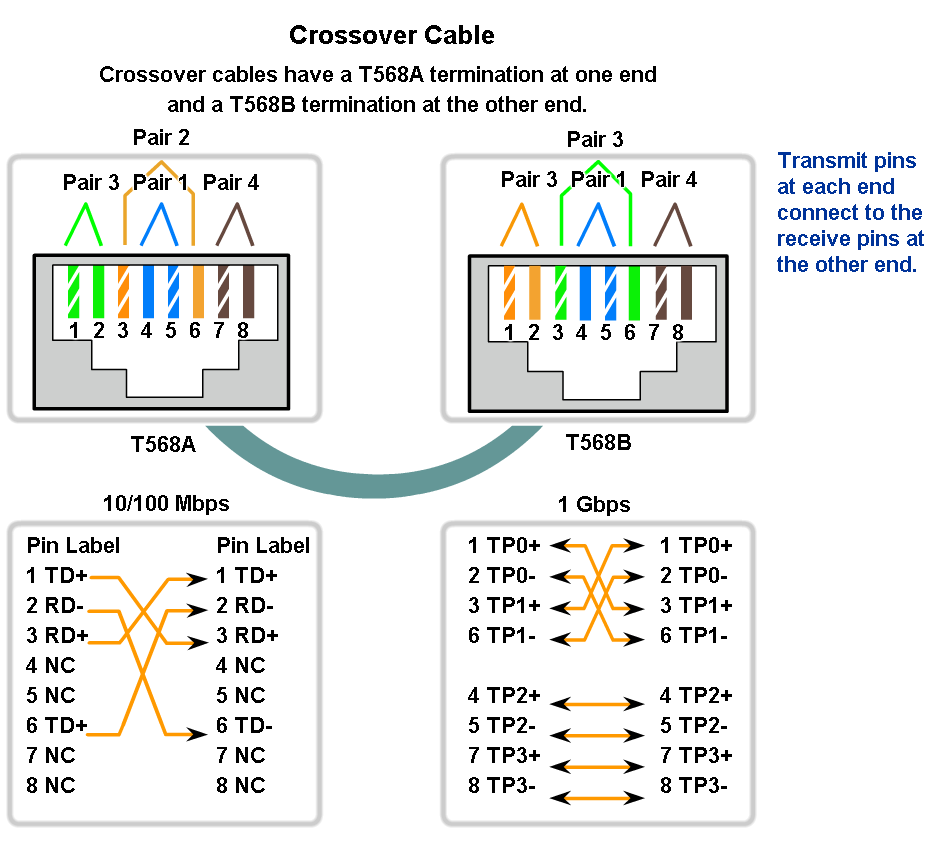 Crossover Cable
Crossover cables have a T568A termination at one end
and a T568B termination at the other end.
Pair 2
Pair 3 Pair 1 Pair 4
1 2 3 4 5 6 7 8
T568A
Pair 3
Pair 3 Pair 1 Pair 4
1 2 3 4 5 6 7 8
T568B
Transmit pins
at each end
connect to the
receive pins at
the other end.
10/100 Mbps
Pin Label Pin Label
1 TD+ 1 TD+
2 RD- 2 RD-
3 RD+ 3 RD+
4 NC 4 NC
5 NC 5 NC
6 TD+ 6 TD-
7 NC 7 NC
8 NC 8 NC
1 Gbps
1 TP0+ 1 TP0+
2 TP0- 2 TP0-
3 TP1+ 3 TP1+
6 TP1- 6 TP1-
4 TP2+ 4 TP2+
5 TP2- 5 TP2-
7 TP3+ 7 TP3+
8 TP3- 8 TP3-